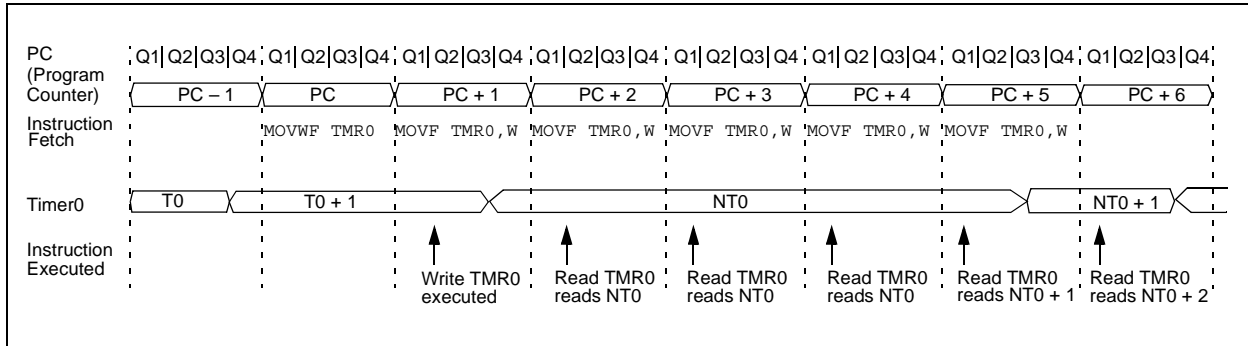 PC
(Program
Counter)
Q1 Q2 Q3 Q4 Q1 Q2 Q3 Q4 Q1 Q2 Q3 Q4 Q1 Q2 Q3 Q4 Q1 Q2 Q3 Q4 Q1 Q2 Q3 Q4 Q1 Q2 Q3 Q4 Q1 Q2 Q3 Q4
PC – 1 PC PC + 1 PC + 2 PC + 3 PC + 4 PC + 5 PC + 6
Instruction
Fetch
MOVWF TMR0 MOVF TMR0,W MOVF TMR0,W MOVF TMR0,W MOVF TMR0,W MOVF TMR0,W
Timer0
T0 T0 + 1 NT0 NT0 + 1
Instruction
Executed
Write TMR0
executed
Read TMR0
reads NT0
Read TMR0
reads NT0
Read TMR0
reads NT0
Read TMR0
reads NT0 + 1
Read TMR0
reads NT0 + 2